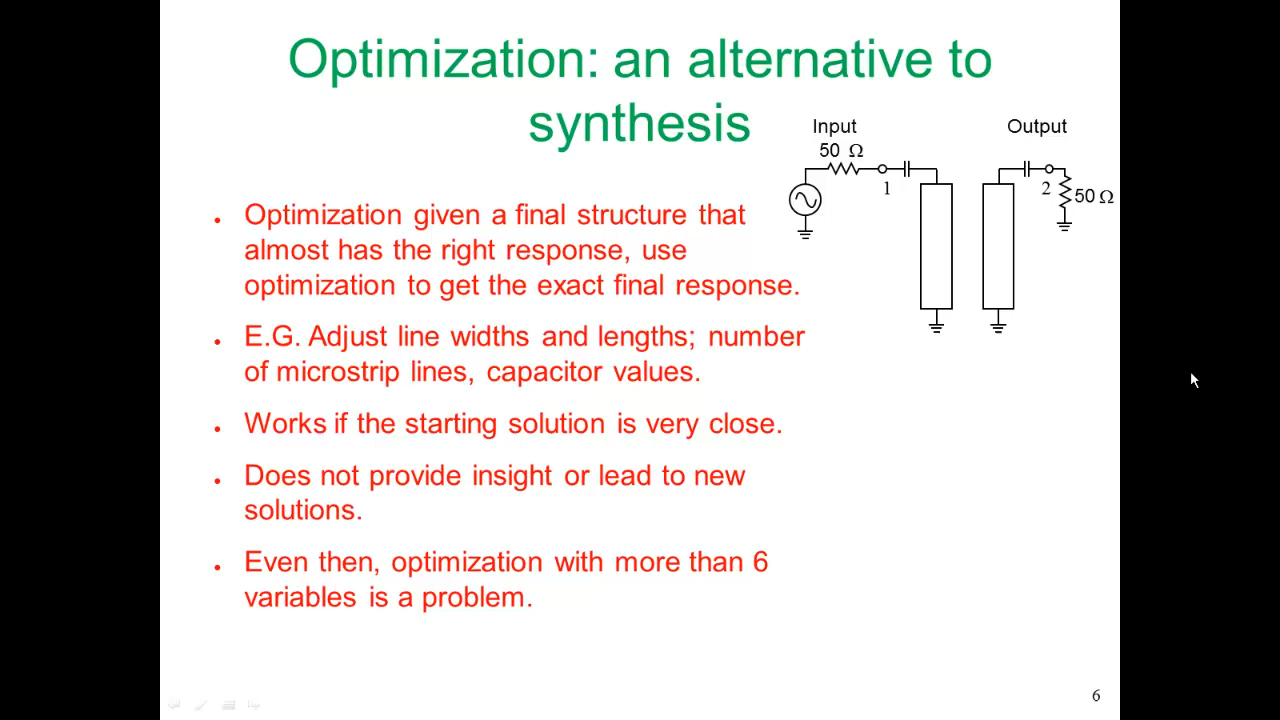 Optimization: an alternative to
synthesis
Input
50 Ω
Output
1
2
50 Ω
• Optimization given a final structure that
almost has the right response, use
optimization to get the exact final response.
• E.G. Adjust line widths and lengths; number
of microstrip lines, capacitor values.
• Works if the starting solution is very close.
• Does not provide insight or lead to new
solutions.
• Even then, optimization with more than 6
variables is a problem.
6